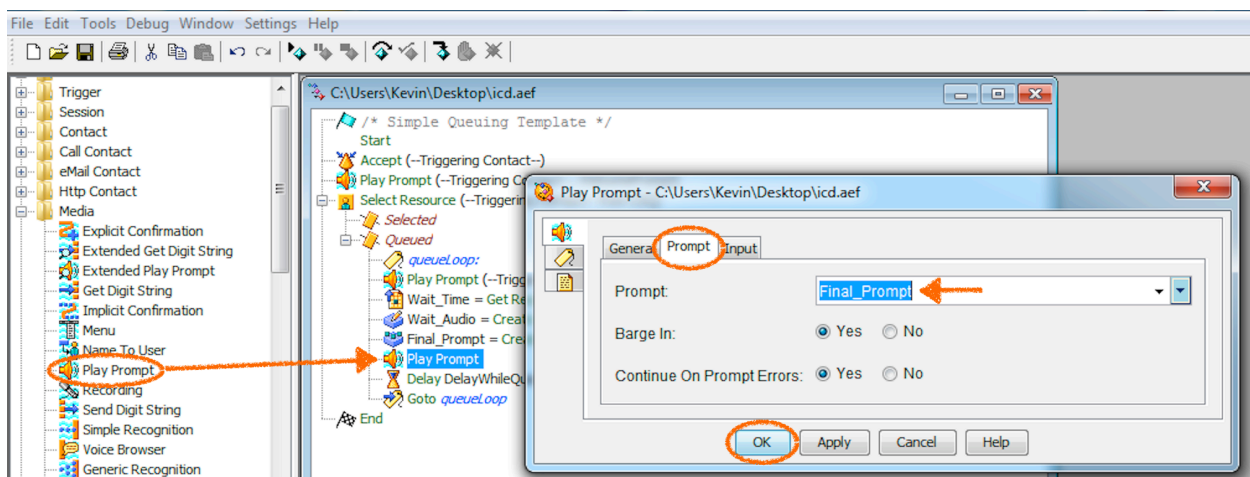 File Edit Tools Debug Window Settings Help
Trigger
Session
Contact
Call Contact
eMail Contact
Http Contact
Media
Explicit Confirmation
Extended Get Digit String
Extended Play Prompt
Get Digit String
Implicit Confirmation
Menu
Name To User
Play Prompt
Recording
Send Digit String
Simple Recognition
Voice Browser
Generic Recognition
C:\Users\Kevin\Desktop\icd.aef
/* Simple Queuing Template */
Start
Accept (--Triggering Contact--)
Play Prompt (--Triggering Co
Select Resource (--Triggerin
Selected
Queued
queueLoop:
Play Prompt (--Trigg
Wait_Time = Get Re
Wait_Audio = Creat
Final_Prompt = Cre
Play Prompt
Delay DelayWhileQu
Goto queueLoop
End
Play Prompt - C:\Users\Kevin\Desktop\icd.aef
General Prompt Input
Prompt: Final_Prompt
Barge In: Yes No
Continue On Prompt Errors: Yes No
OK Apply Cancel Help